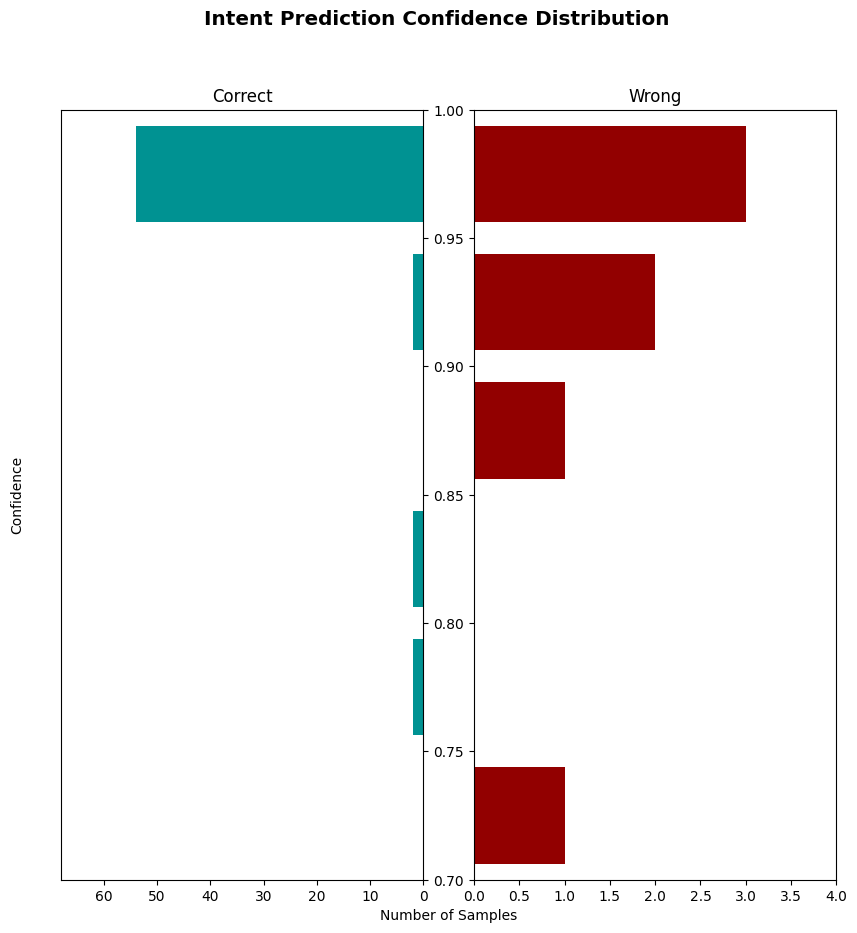 Intent Prediction Confidence Distribution
Correct
Wrong
1.00
0.95
0.90
0.85
0.80
0.75
0.70
Confidence
60 50 40 30 20 10 0
0.0 0.5 1.0 1.5 2.0 2.5 3.0 3.5 4.0
Number of Samples